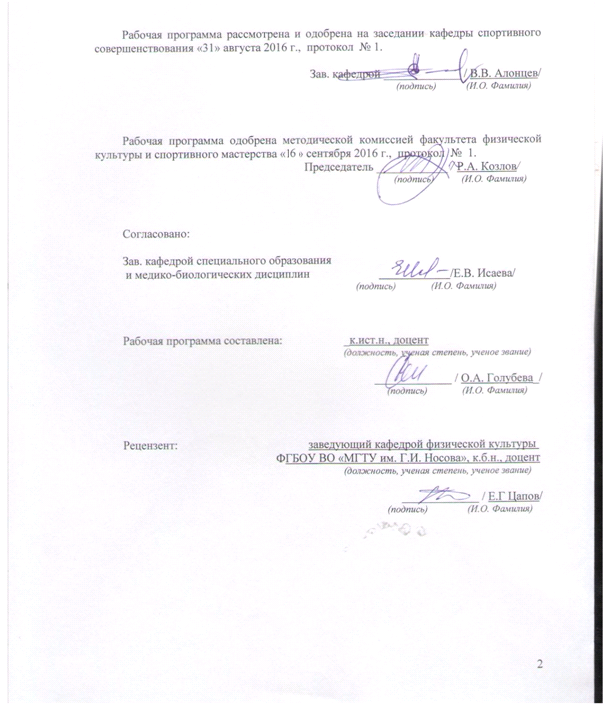 Рабочая программа рассмотрена и одобрена на заседании кафедры спортивного
совершенствования «31» августа 2016 г., протокол № 1.
Зав. кафедрой / В.В. Алонцев/
(подпись) (И.О. Фамилия)
Рабочая программа одобрена методической комиссией факультета физической
культуры и спортивного мастерства «16 » сентября 2016 г., протокол № 1.
Председатель / Р.А. Козлов/
(подпись) (И.О. Фамилия)
Согласовано:
Зав. кафедрой специального образования
и медико-биологических дисциплин /Е.В. Исаева/
(подпись) (И.О. Фамилия)
Рабочая программа составлена: к.ист.н., доцент
(должность, ученая степень, ученое звание)
/ О.А. Голубева /
(подпись) (И.О. Фамилия)
Рецензент: заведующий кафедрой физической культуры
ФГБОУ ВО «МГТУ им. Г.И. Носова», к.б.н., доцент
(должность, ученая степень, ученое звание)
/ Е.Г Цапов/
(подпись) (И.О. Фамилия)
2